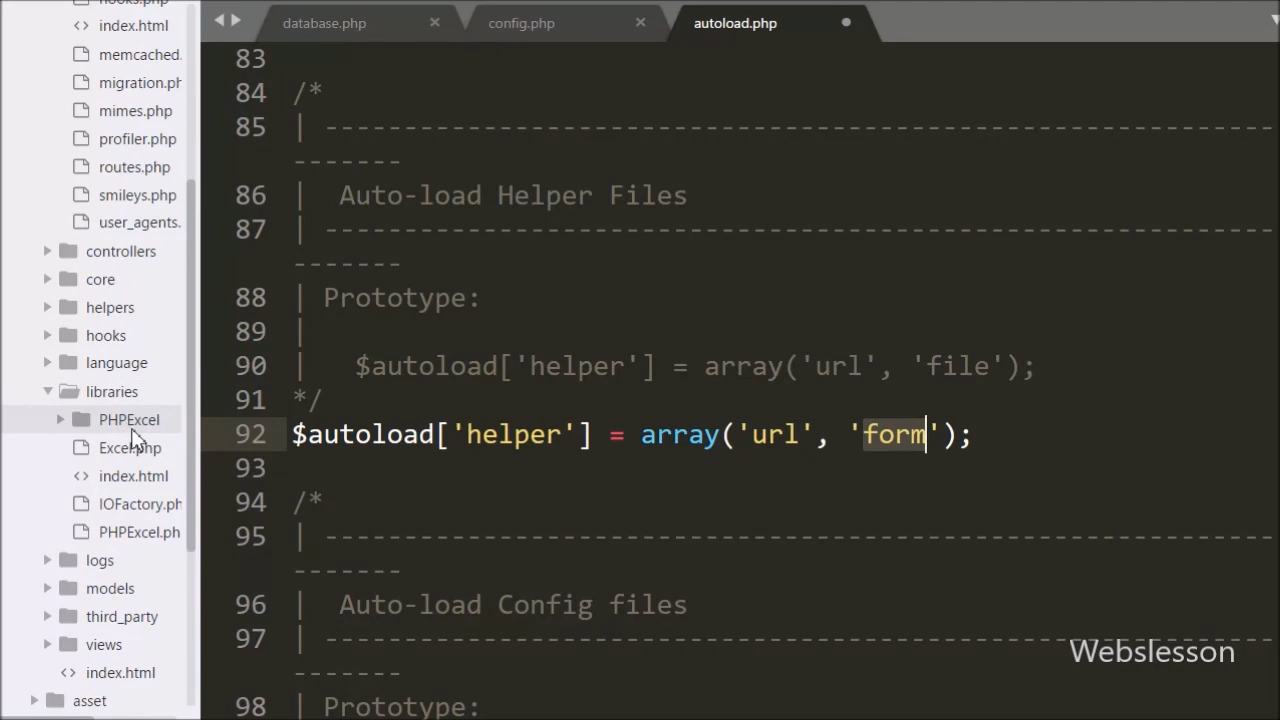 hooks.php
index.html
memcached.
migration.ph
mimes.php
profiler.php
routes.php
smileys.php
user_agents.
controllers
core
helpers
hooks
language
libraries
PHPExcel
Excel.php
index.html
IOFactory.ph
PHPExcel.ph
logs
models
third_party
views
index.html
asset
database.php × config.php × autoload.php
83
84 /*
85 | ------------------------------------------------------------
-------
86 |  Auto-load Helper Files
87 | ------------------------------------------------------------
-------
88 | Prototype:
89 |
90 |   $autoload['helper'] = array('url', 'file');
91 */
92 $autoload['helper'] = array('url', 'form');
93
94 /*
95 | ------------------------------------------------------------
-------
96 |  Auto-load Config files
97 | ------------------------------------------------------------
-------
98 | Prototype:
Webslesson